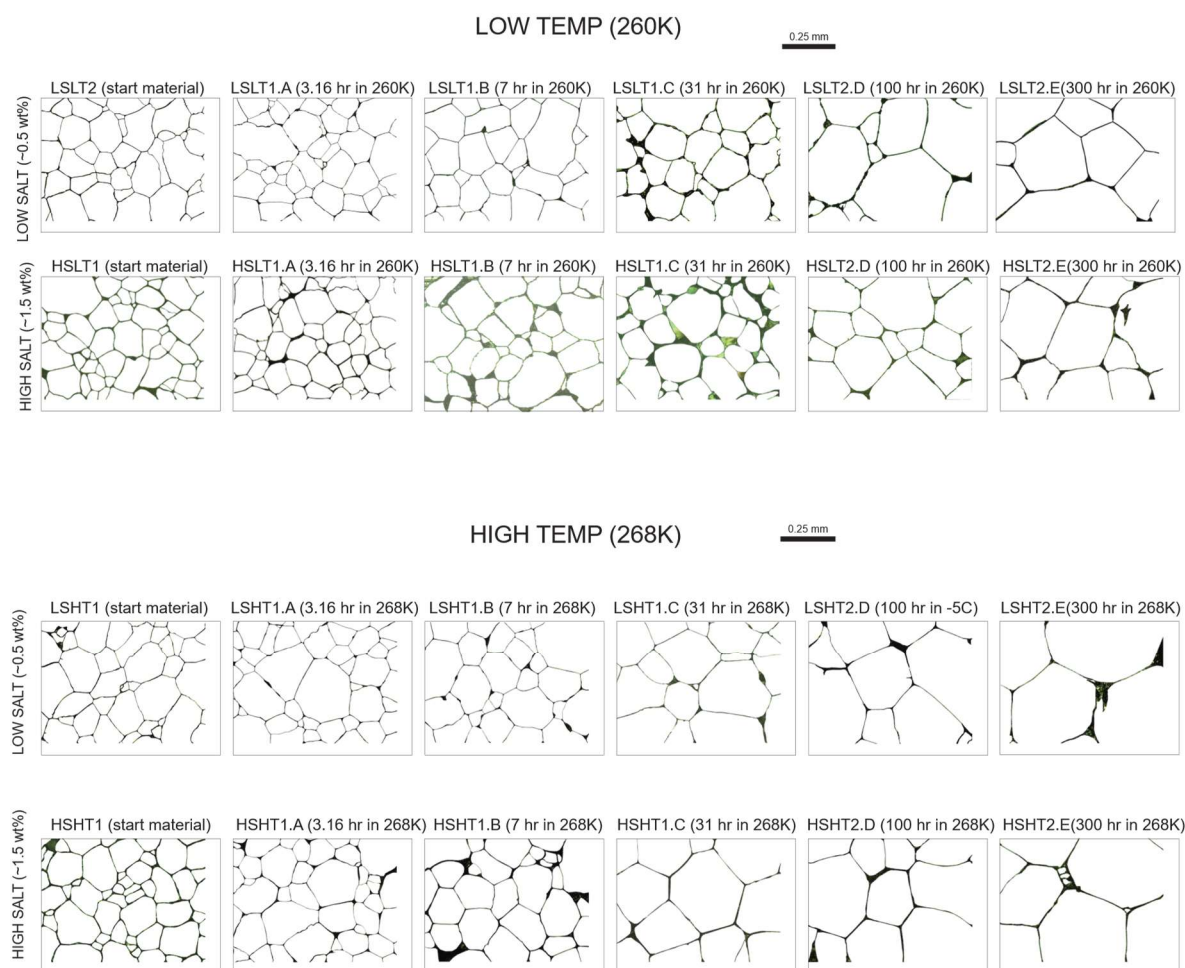 LOW TEMP (260K)
0.25 mm
LOW SALT (~0.5 wt%)
LSLT2 (start material)
LSLT1.A (3.16 hr in 260K)
LSLT1.B (7 hr in 260K)
LSLT1.C (31 hr in 260K)
LSLT2.D (100 hr in 260K)
LSLT2.E(300 hr in 260K)
HIGH SALT (~1.5 wt%)
HSLT1 (start material)
HSLT1.A (3.16 hr in 260K)
HSLT1.B (7 hr in 260K)
HSLT1.C (31 hr in 260K)
HSLT2.D (100 hr in 260K)
HSLT2.E(300 hr in 260K)
HIGH TEMP (268K)
0.25 mm
LOW SALT (~0.5 wt%)
LSHT1 (start material)
LSHT1.A (3.16 hr in 268K)
LSHT1.B (7 hr in 268K)
LSHT1.C (31 hr in 268K)
LSHT2.D (100 hr in -5C)
LSHT2.E(300 hr in 268K)
HIGH SALT (~1.5 wt%)
HSHT1 (start material)
HSHT1.A (3.16 hr in 268K)
HSHT1.B (7 hr in 268K)
HSHT1.C (31 hr in 268K)
HSHT2.D (100 hr in 268K)
HSHT2.E(300 hr in 268K)